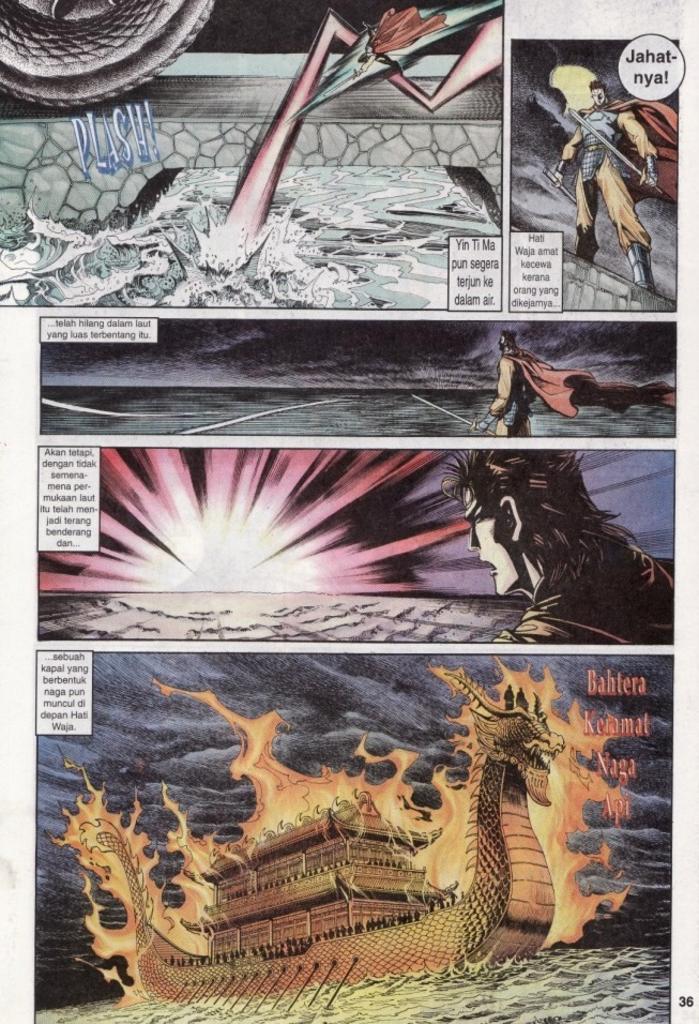 PLASH!
Yin Ti Ma
pun segera
terjun ke
dalam air.
Jahat-
nya!
Hati
Waja amat
kecewa
kerana
orang yang
dikejarnya...
...telah hilang dalam laut
yang luas terbentang itu.
Akan tetapi,
dengan tidak
semena-
mena per-
mukaan laut
itu telah men-
jadi terang
benderang
dan...
...sebuah
kapal yang
berbentuk
naga pun
muncul di
depan Hati
Waja.
Bahtera
Keramat
Naga
Api
36